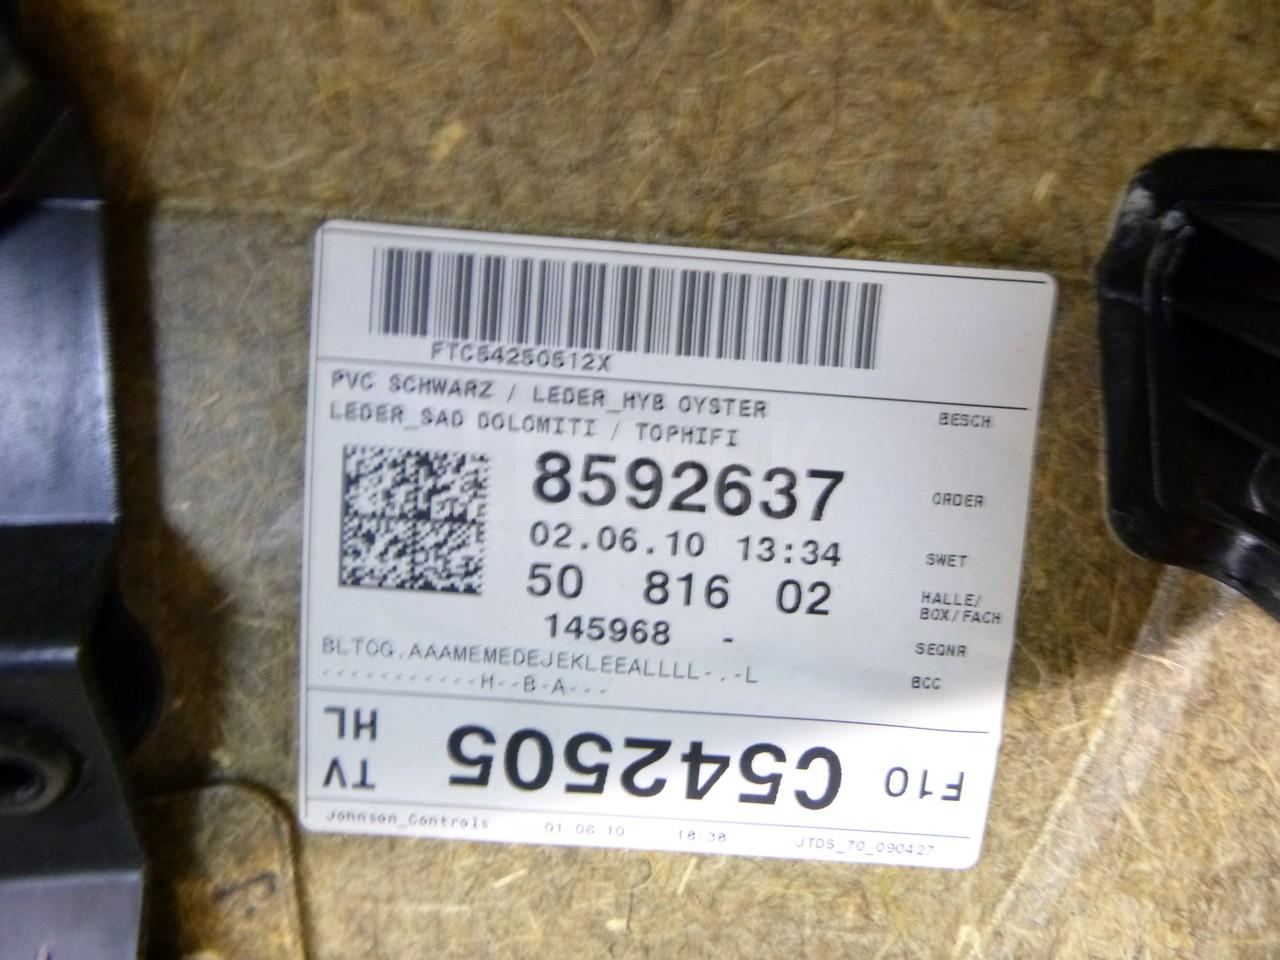 FTC54250512X
PVC SCHWARZ / LEDER_HYB OYSTER
LEDER_SAD DOLOMITI / TOPHIFI
BESCH
8592637
ORDER
02.06.10 13:34
SWET
50 816 02
HALLE/
BOX/FACH
145968 -
SEQNR
BLTOG.AAAMEMEDEJEKLEEALLLL-.-L
BCC
-----------H--B-A---
F10 C542505 TV
HL
Johnson_Controls 01.06.10 18:38 JTDS_70_090427